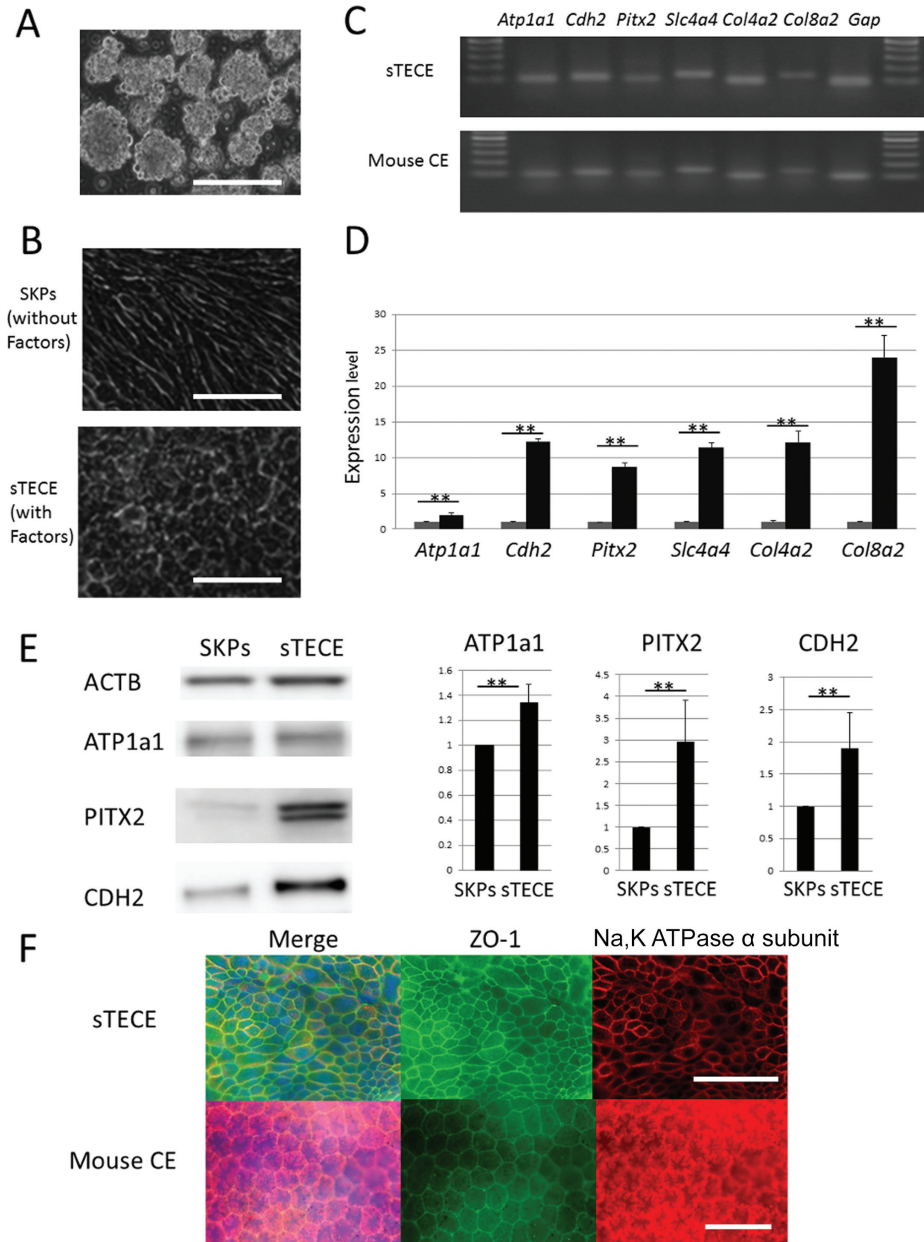 A
C
Atp1a1 Cdh2 Pitx2 Slc4a4 Col4a2 Col8a2 Gap
sTECE
Mouse CE
B
SKPs
(without
Factors)
sTECE
(with
Factors)
D
Expression level
30
25
20
15
10
5
0
** ** ** ** ** **
Atp1a1 Cdh2 Pitx2 Slc4a4 Col4a2 Col8a2
E
SKPs sTECE
ACTB
ATP1a1
PITX2
CDH2
ATP1a1
1.6
1.4
1.2
1
0.8
0.6
0.4
0.2
0
**
SKPs sTECE
PITX2
4.5
4
3.5
3
2.5
2
1.5
1
0.5
0
**
SKPs sTECE
CDH2
3
2.5
2
1.5
1
0.5
0
**
SKPs sTECE
F
Merge ZO-1 Na,K ATPase α subunit
sTECE
Mouse CE